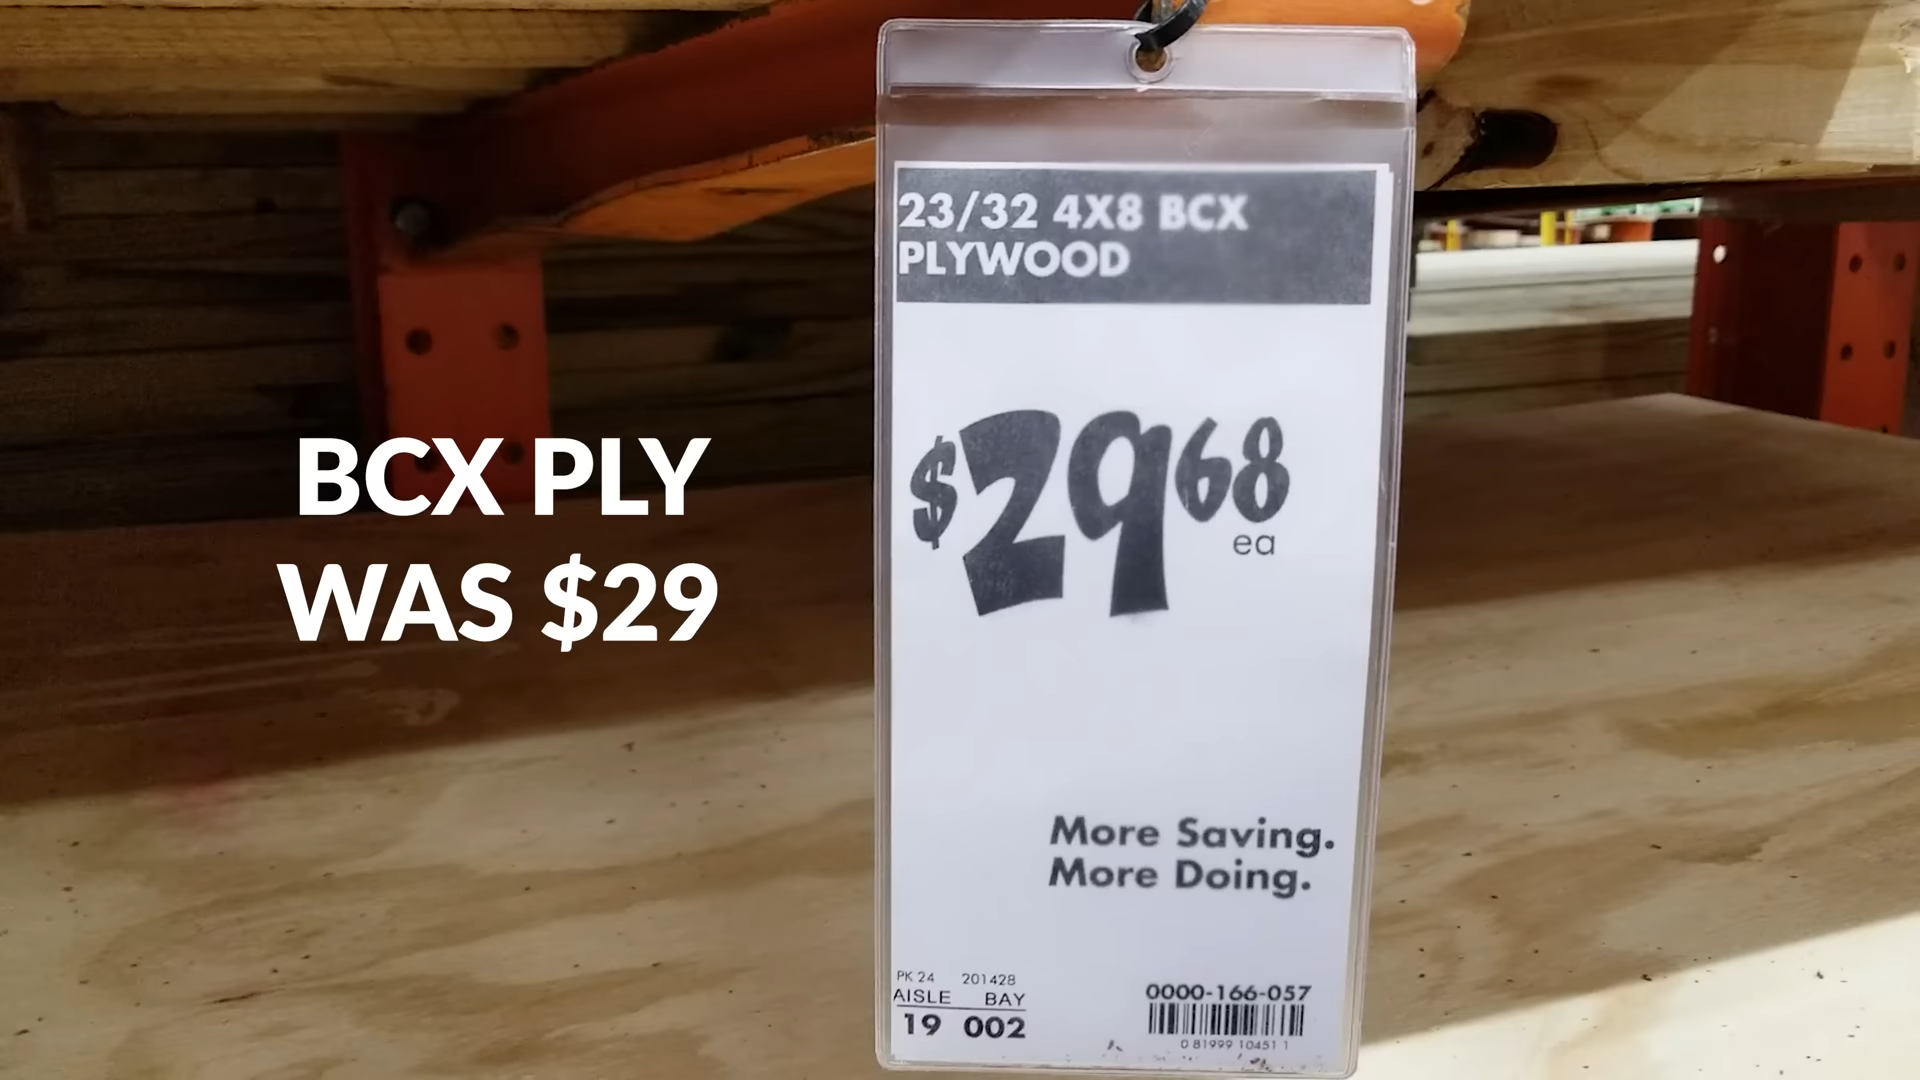 BCX PLY
WAS $29
23/32 4X8 BCX
PLYWOOD
$29 68
ea
More Saving.
More Doing.
PK 24 201428
AISLE BAY
19 002
0000-166-057
0 81999 10451 1